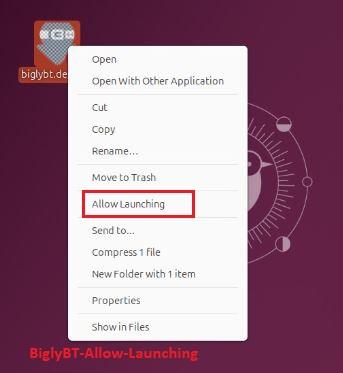 biglybt.de
Open
Open With Other Application
Cut
Copy
Rename…
Move to Trash
Allow Launching
Send to...
Compress 1 file
New Folder with 1 item
Properties
Show in Files
BiglyBT-Allow-Launching